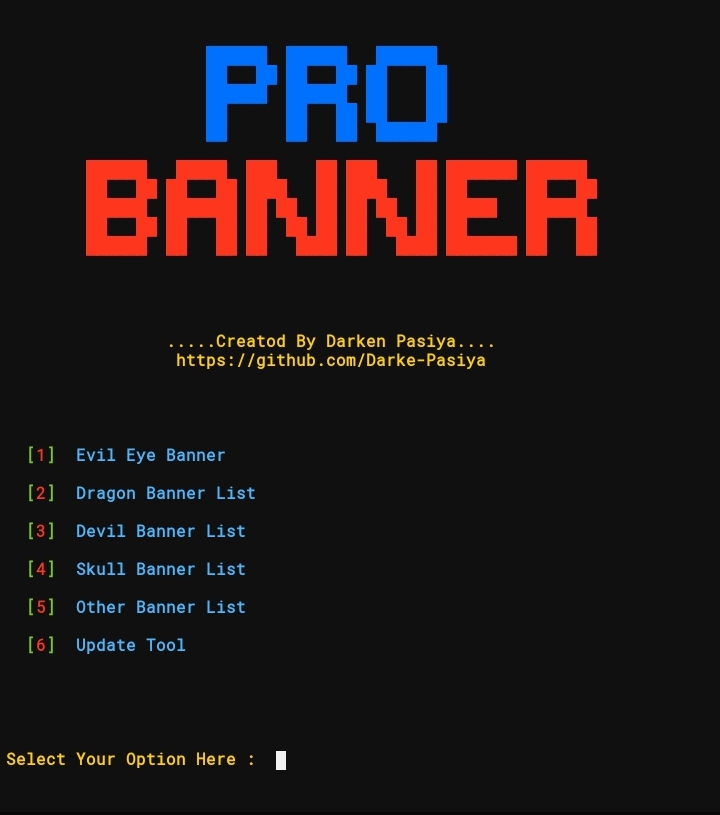 PRO
BANNER
.....Creatod By Darken Pasiya....
https://github.com/Darke-Pasiya
[1] Evil Eye Banner
[2] Dragon Banner List
[3] Devil Banner List
[4] Skull Banner List
[5] Other Banner List
[6] Update Tool
Select Your Option Here :